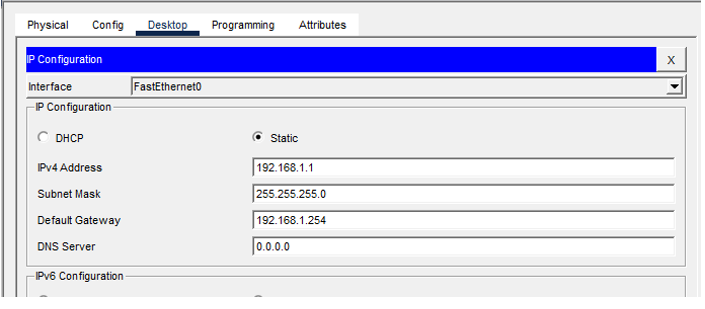 Physical Config Desktop Programming Attributes
IP Configuration X
Interface FastEthernet0
IP Configuration
DHCP Static
IPv4 Address 192.168.1.1
Subnet Mask 255.255.255.0
Default Gateway 192.168.1.254
DNS Server 0.0.0.0
IPv6 Configuration